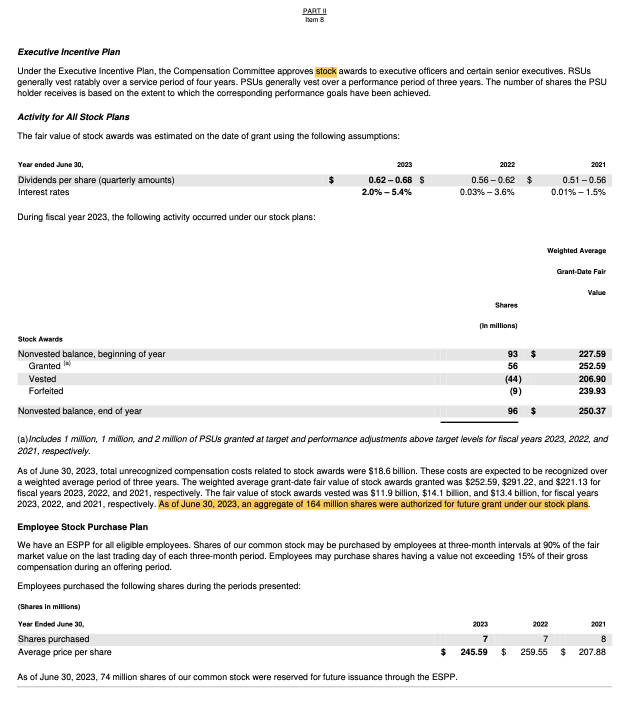 PART II
Item 8
Executive Incentive Plan
Under the Executive Incentive Plan, the Compensation Committee approves stock awards to executive officers and certain senior executives. RSUs
generally vest ratably over a service period of four years. PSUs generally vest over a performance period of three years. The number of shares the PSU
holder receives is based on the extent to which the corresponding performance goals have been achieved.
Activity for All Stock Plans
The fair value of stock awards was estimated on the date of grant using the following assumptions:
Year ended June 30, 2023 2022 2021
Dividends per share (quarterly amounts) $ 0.62 – 0.68 $ 0.56 – 0.62 $ 0.51 – 0.56
Interest rates 2.0% – 5.4% 0.03% – 3.6% 0.01% – 1.5%
During fiscal year 2023, the following activity occurred under our stock plans:
Weighted Average
Grant-Date Fair
Value
Shares
(In millions)
Stock Awards
Nonvested balance, beginning of year 93 $ 227.59
Granted (a) 56 252.59
Vested (44) 206.90
Forfeited (9) 239.93
Nonvested balance, end of year 96 $ 250.37
(a)Includes 1 million, 1 million, and 2 million of PSUs granted at target and performance adjustments above target levels for fiscal years 2023, 2022, and
2021, respectively.
As of June 30, 2023, total unrecognized compensation costs related to stock awards were $18.6 billion. These costs are expected to be recognized over
a weighted average period of three years. The weighted average grant-date fair value of stock awards granted was $252.59, $291.22, and $221.13 for
fiscal years 2023, 2022, and 2021, respectively. The fair value of stock awards vested was $11.9 billion, $14.1 billion, and $13.4 billion, for fiscal years
2023, 2022, and 2021, respectively. As of June 30, 2023, an aggregate of 164 million shares were authorized for future grant under our stock plans.
Employee Stock Purchase Plan
We have an ESPP for all eligible employees. Shares of our common stock may be purchased by employees at three-month intervals at 90% of the fair
market value on the last trading day of each three-month period. Employees may purchase shares having a value not exceeding 15% of their gross
compensation during an offering period.
Employees purchased the following shares during the periods presented:
(Shares in millions)
Year Ended June 30, 2023 2022 2021
Shares purchased 7 7 8
Average price per share $ 245.59 $ 259.55 $ 207.88
As of June 30, 2023, 74 million shares of our common stock were reserved for future issuance through the ESPP.